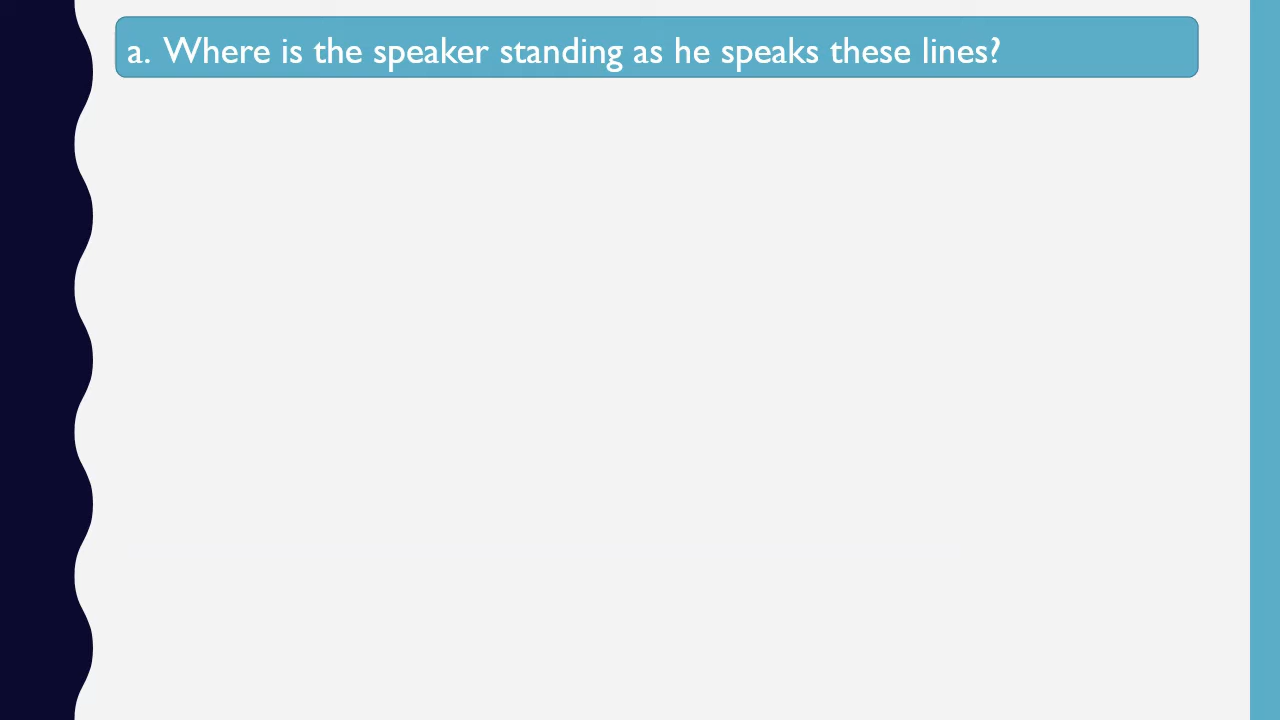 a. Where is the speaker standing as he speaks these lines?